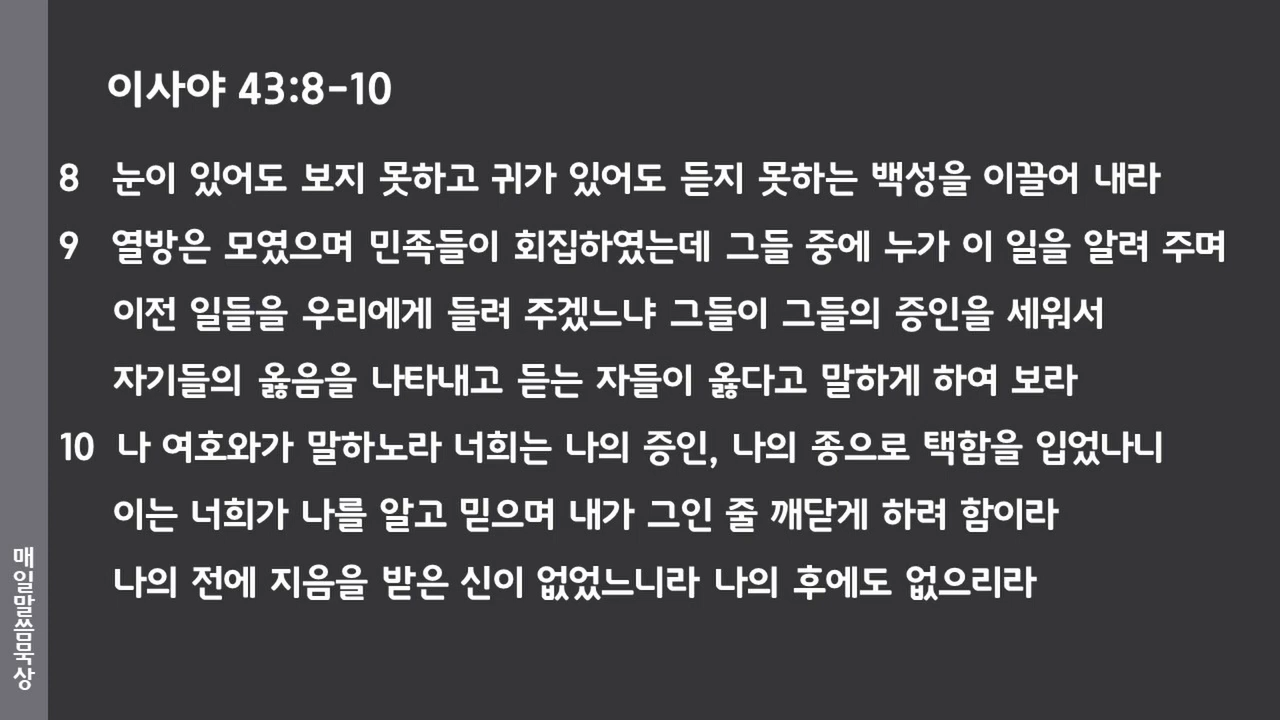 이사야 43:8-10
8 눈이 있어도 보지 못하고 귀가 있어도 듣지 못하는 백성을 이끌어 내라
9 열방은 모였으며 민족들이 회집하였는데 그들 중에 누가 이 일을 알려 주며
이전 일들을 우리에게 들려 주겠느냐 그들이 그들의 증인을 세워서
자기들의 옳음을 나타내고 듣는 자들이 옳다고 말하게 하여 보라
10 나 여호와가 말하노라 너희는 나의 증인, 나의 종으로 택함을 입었나니
이는 너희가 나를 알고 믿으며 내가 그인 줄 깨닫게 하려 함이라
나의 전에 지음을 받은 신이 없었느니라 나의 후에도 없으리라
매일말씀묵상